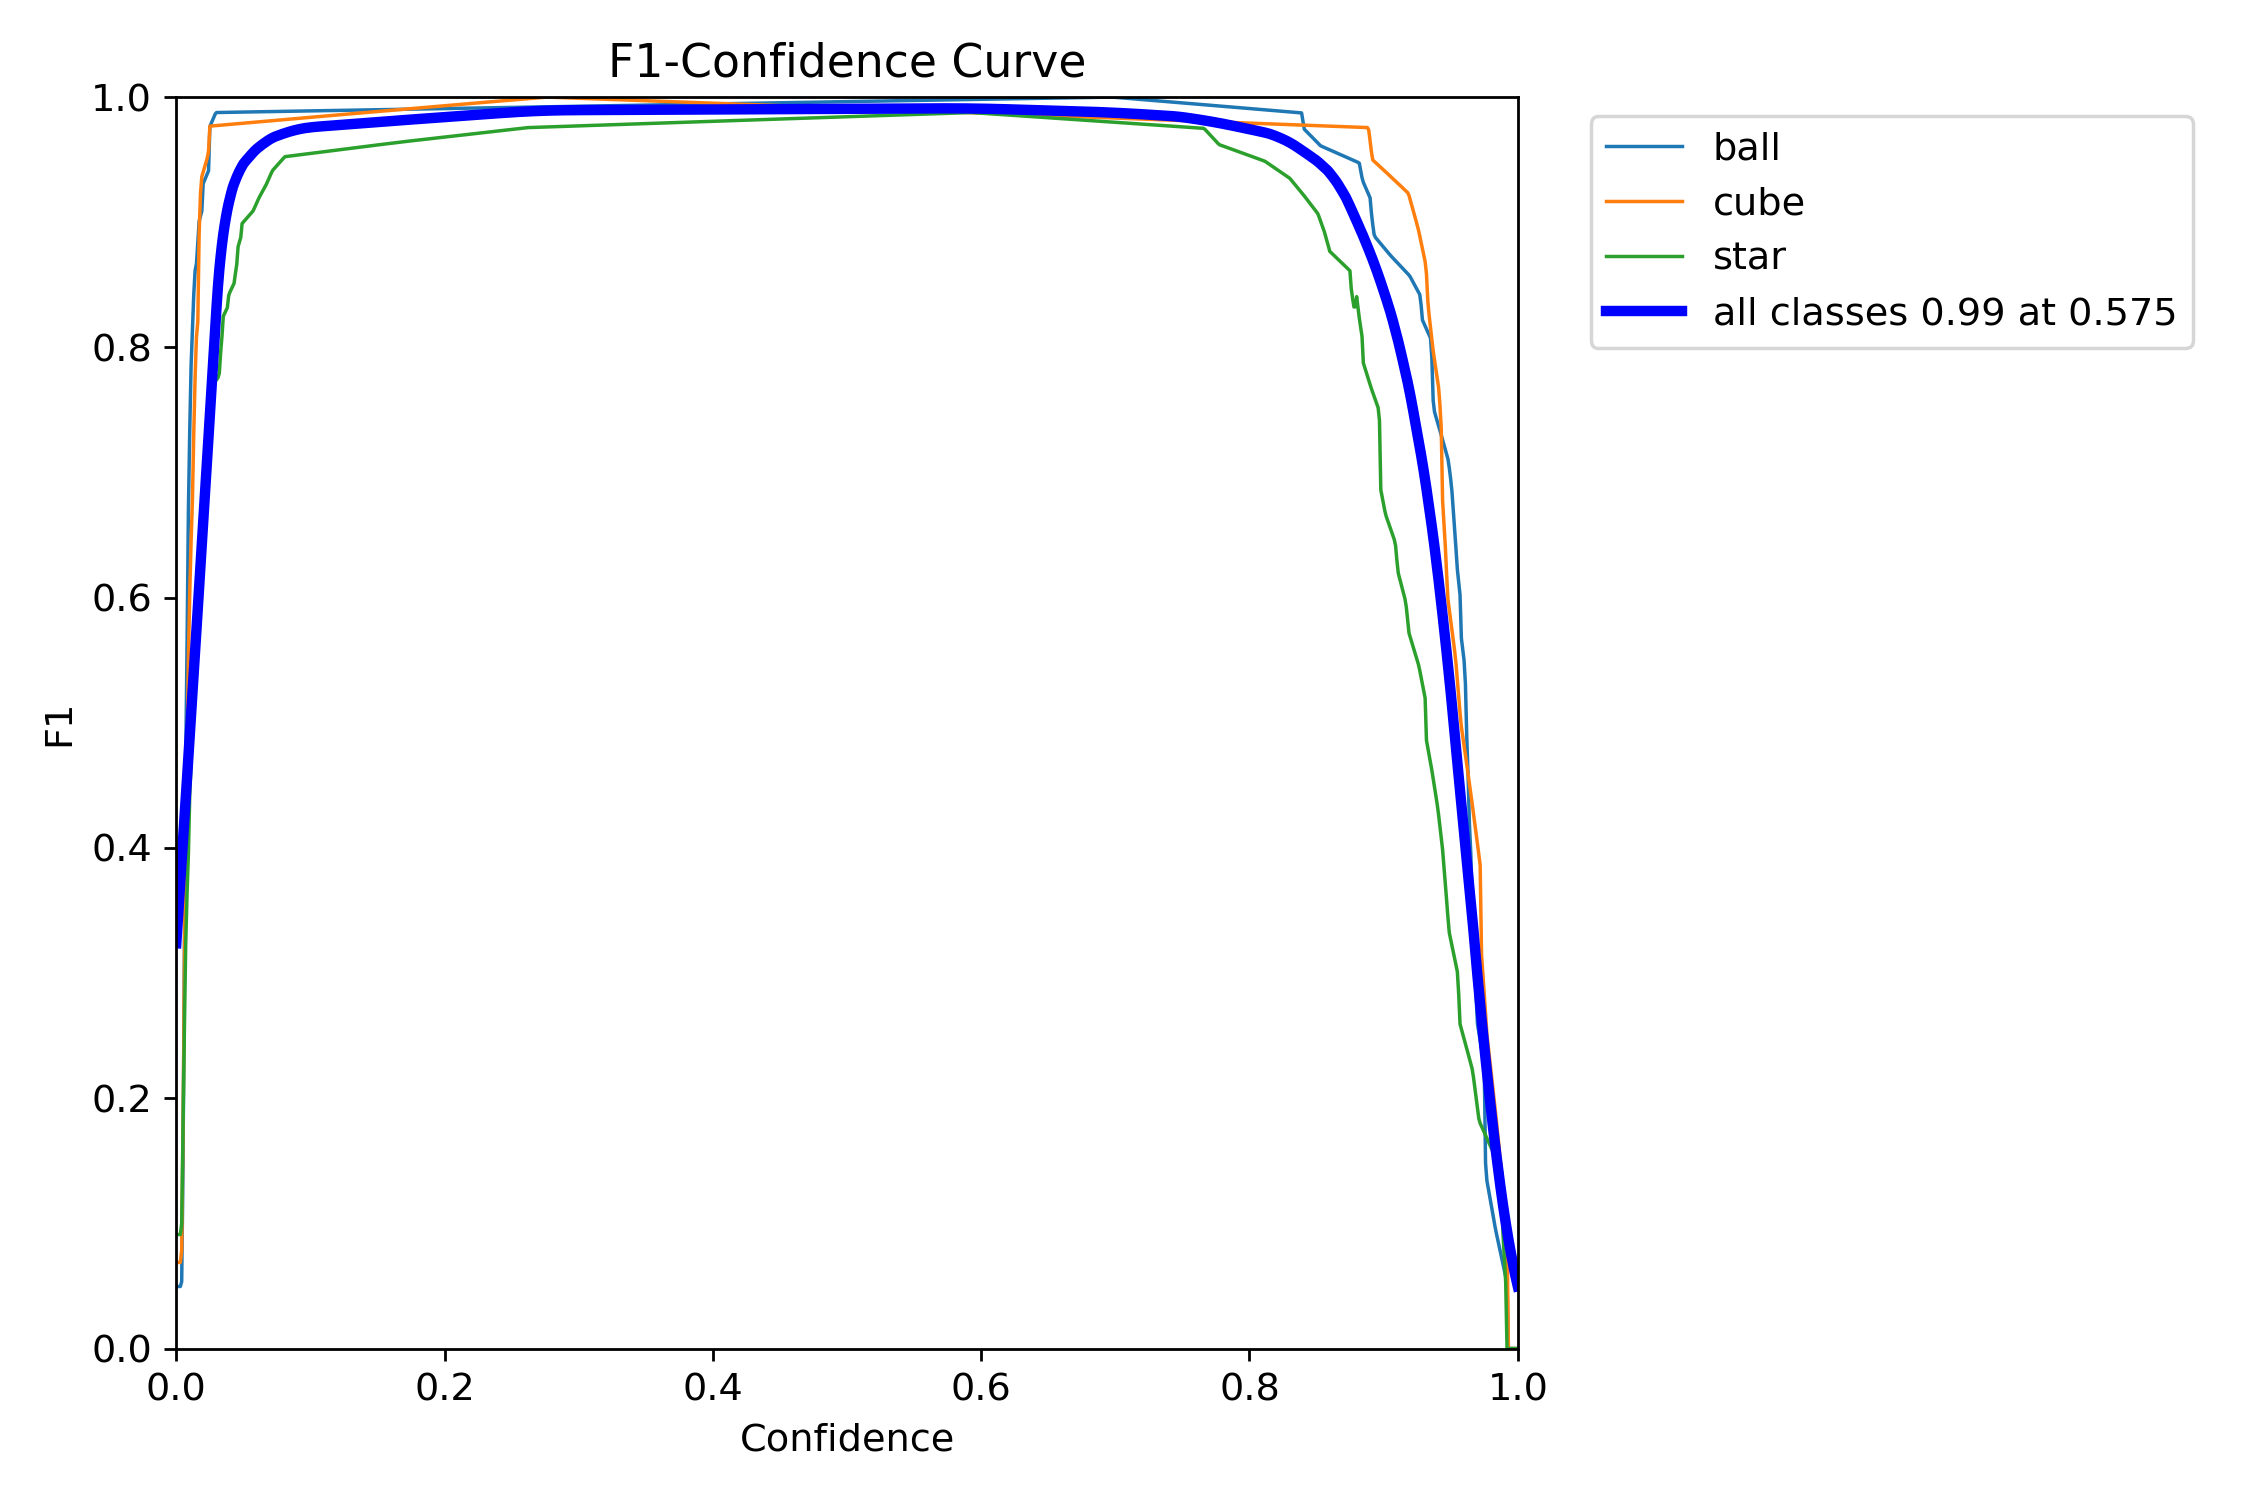 F1-Confidence Curve
1.0
0.8
0.6
0.4
0.2
0.0
F1
0.0 0.2 0.4 0.6 0.8 1.0
Confidence
ball
cube
star
all classes 0.99 at 0.575